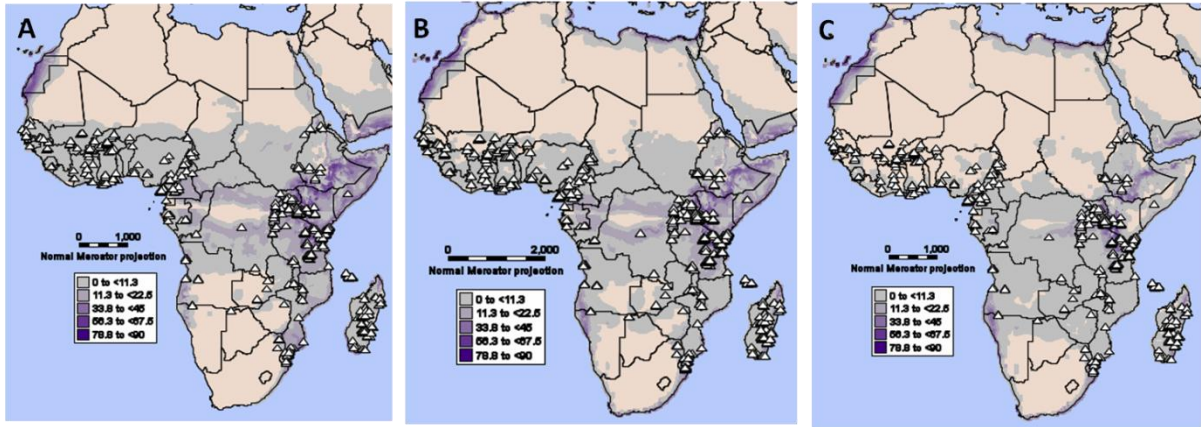 A
0 1,000
Normal Mercator projection
0 to <11.3
11.3 to <22.5
33.8 to <45
56.3 to <67.5
78.8 to <90
B
0 2,000
Normal Mercator projection
0 to <11.3
11.3 to <22.5
33.8 to <45
56.3 to <67.5
78.8 to <90
C
0 1,000
Normal Mercator projection
0 to <11.3
11.3 to <22.5
33.8 to <45
56.3 to <67.5
78.8 to <90